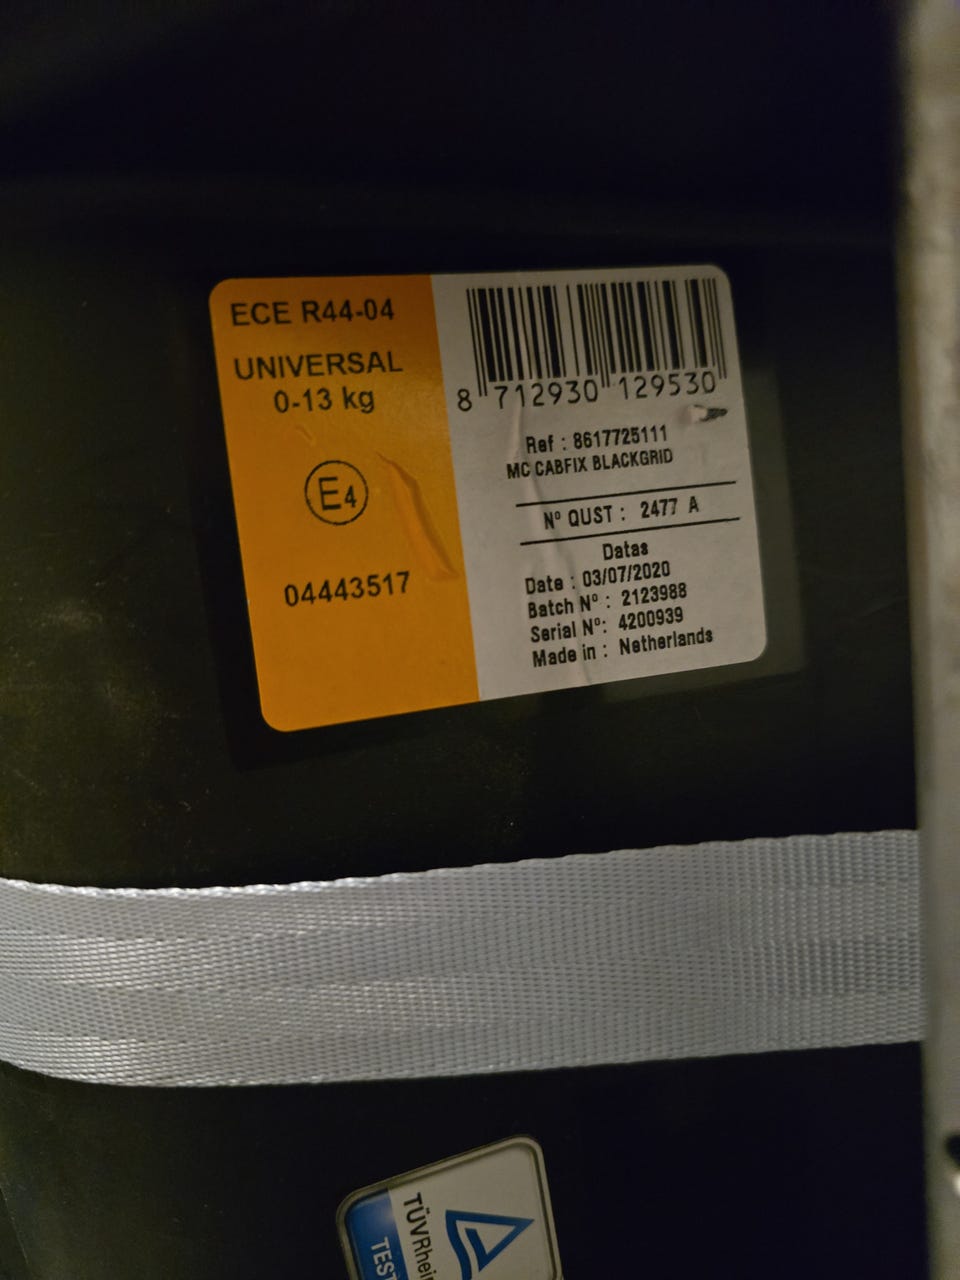 ECE R44-04
UNIVERSAL
0-13 kg
E4
04443517
8 712930 129530
Ref : 8617725111
MC CABFIX BLACKGRID
Nº QUST : 2477 A
Datas
Date : 03/07/2020
Batch Nº : 2123988
Serial Nº: 4200939
Made in : Netherlands
TÜVRhei
TEST